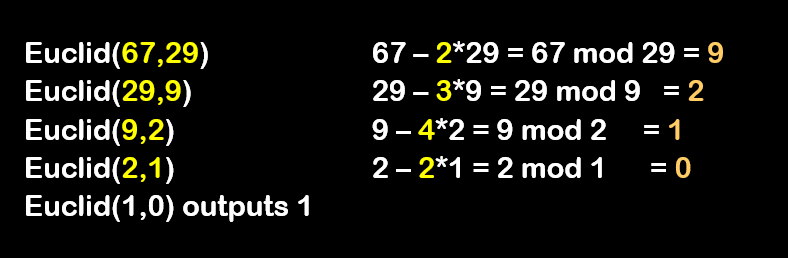 Euclid(67,29) 67 – 2*29 = 67 mod 29 = 9
Euclid(29,9) 29 – 3*9 = 29 mod 9 = 2
Euclid(9,2) 9 – 4*2 = 9 mod 2 = 1
Euclid(2,1) 2 – 2*1 = 2 mod 1 = 0
Euclid(1,0) outputs 1